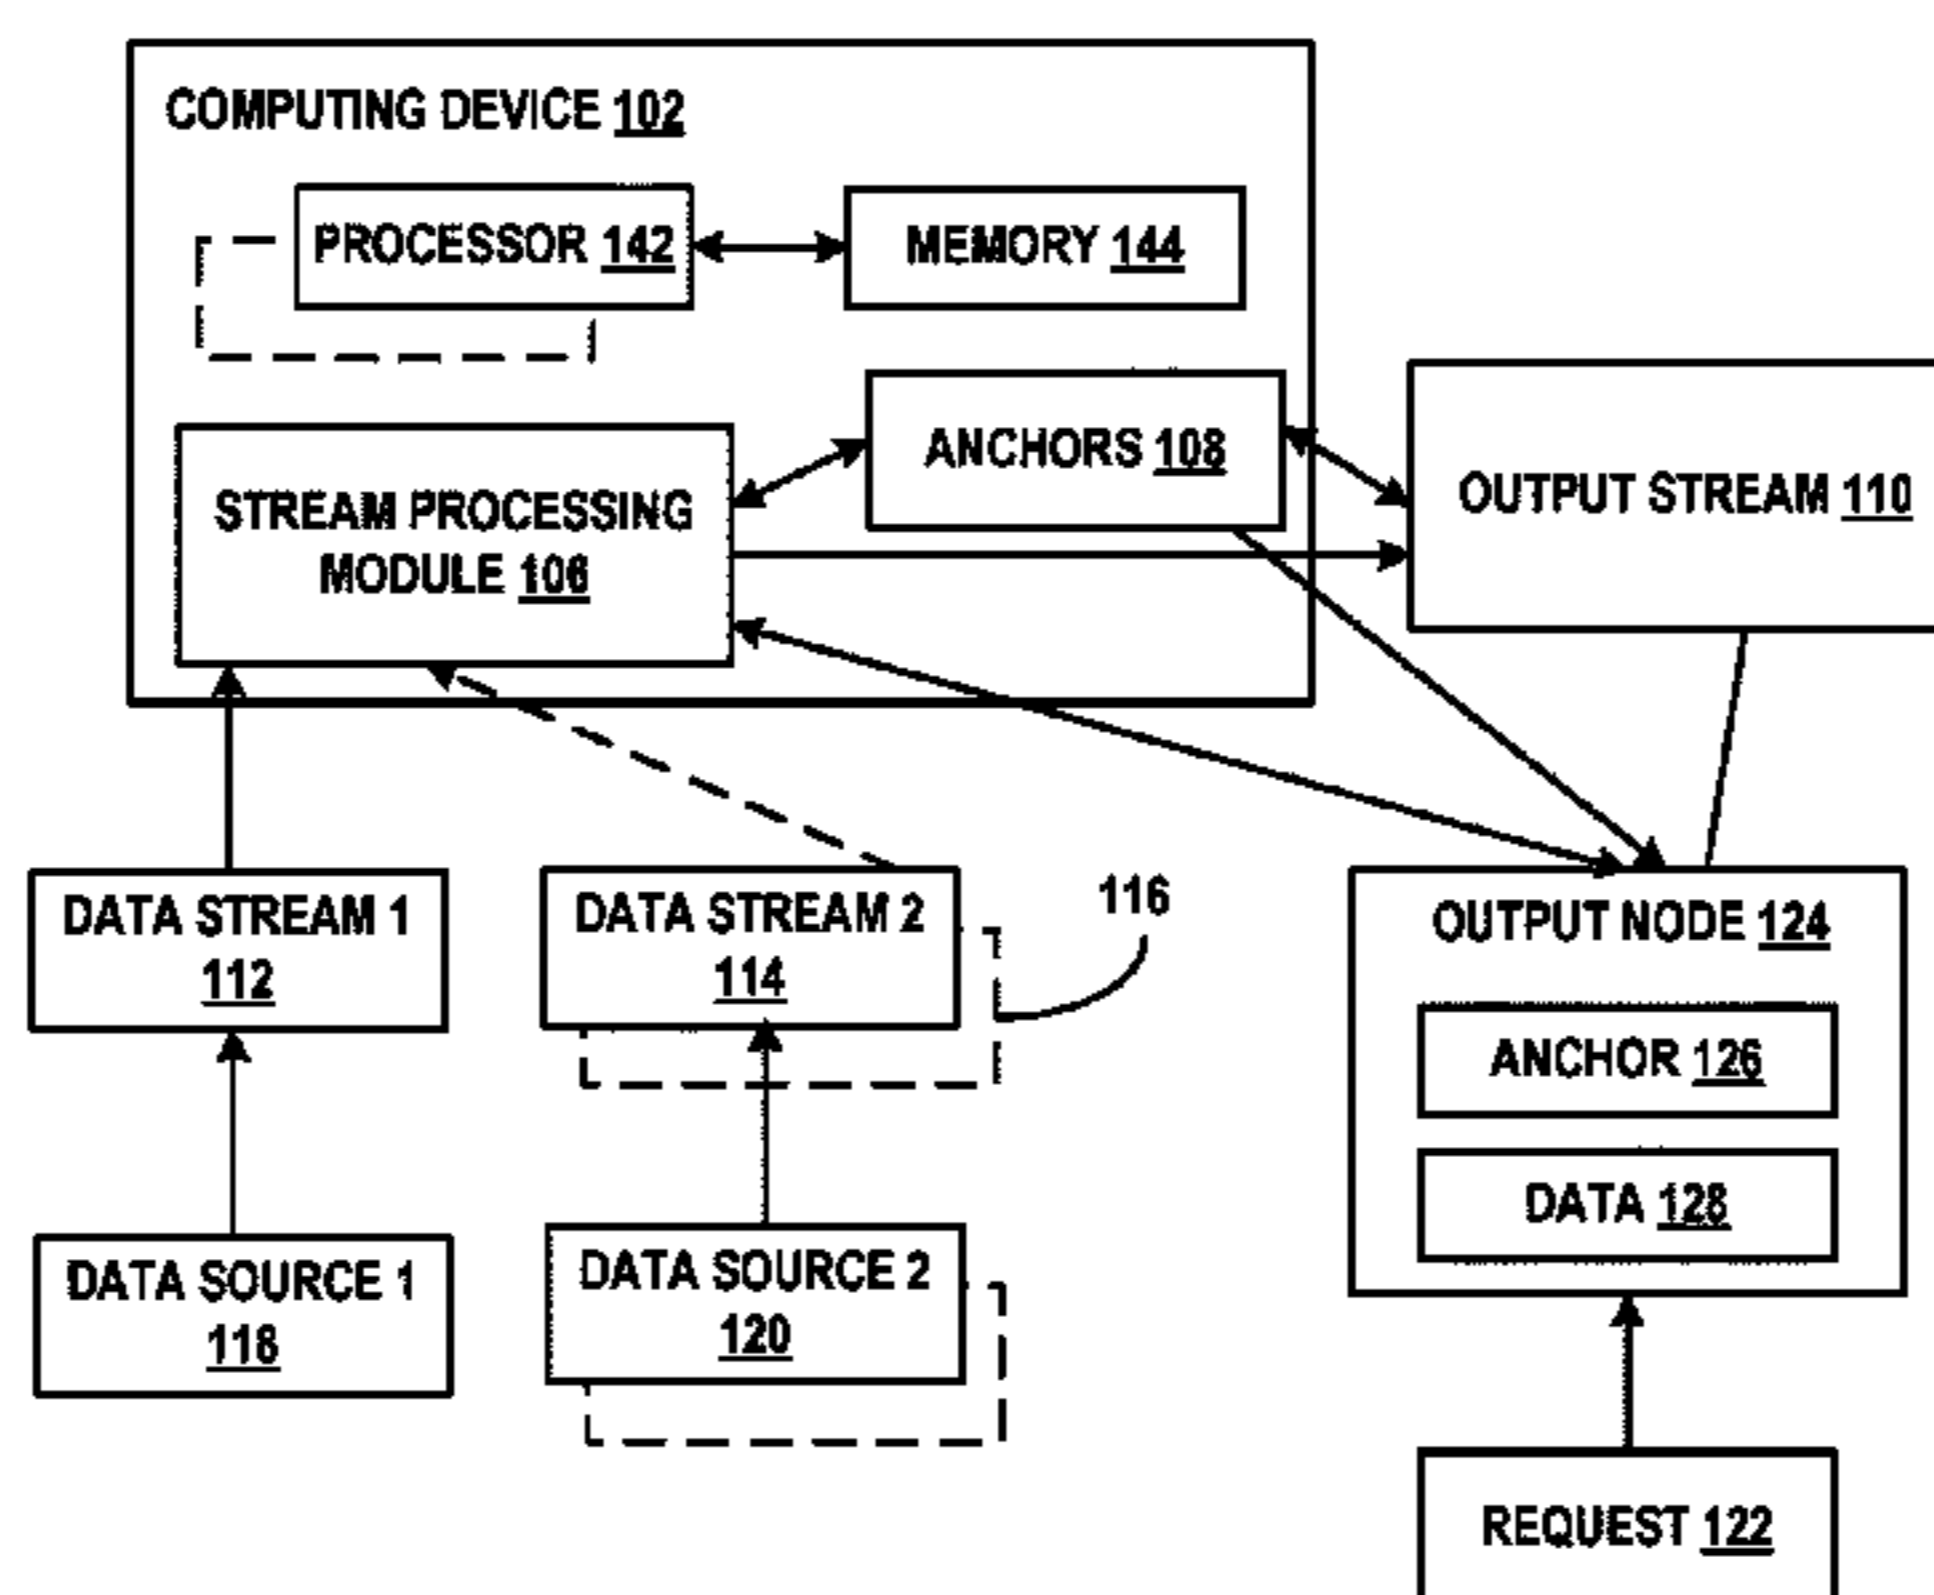 COMPUTING DEVICE 102
PROCESSOR 142
MEMORY 144
ANCHORS 108
STREAM PROCESSING
MODULE 106
OUTPUT STREAM 110
DATA STREAM 1
112
DATA STREAM 2
114
116
OUTPUT NODE 124
ANCHOR 126
DATA 128
DATA SOURCE 1
118
DATA SOURCE 2
120
REQUEST 122